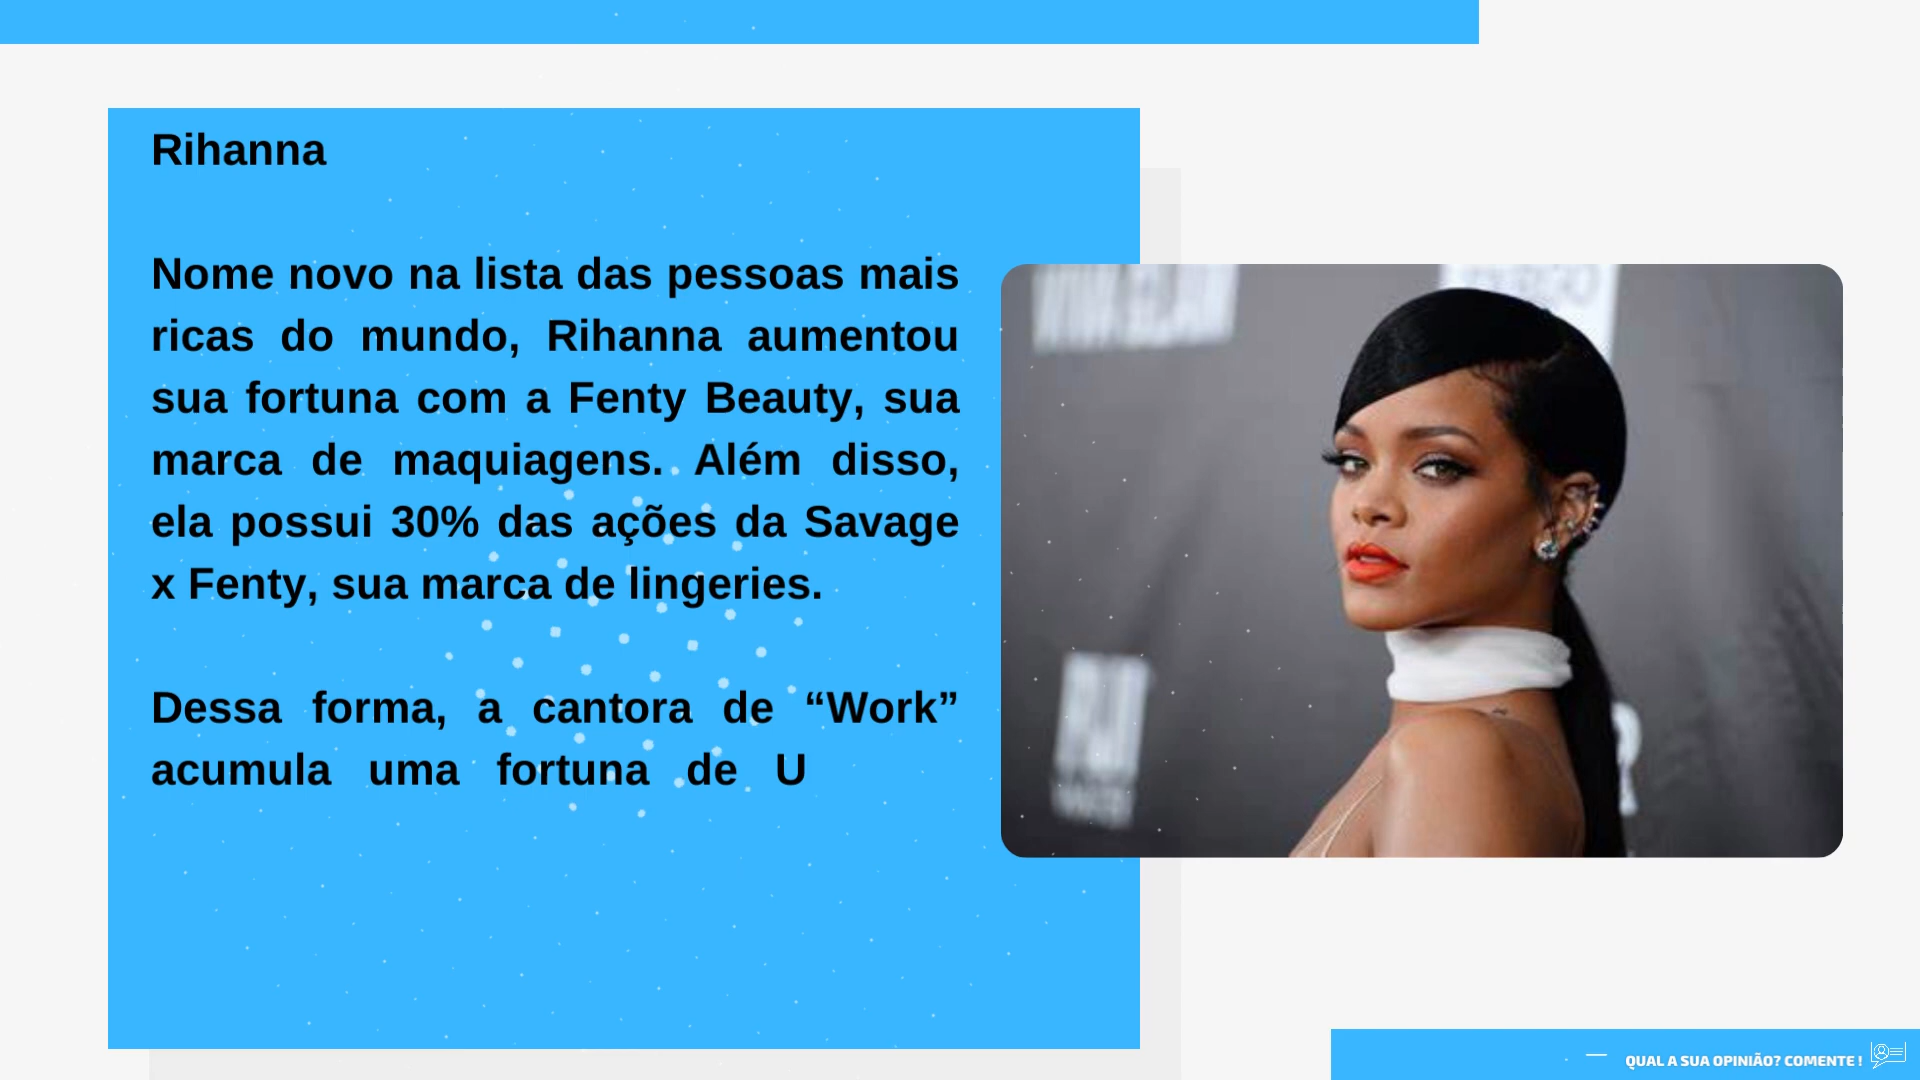 Rihanna
Nome novo na lista das pessoas mais
ricas do mundo, Rihanna aumentou
sua fortuna com a Fenty Beauty, sua
marca de maquiagens. Além disso,
ela possui 30% das ações da Savage
x Fenty, sua marca de lingeries.
Dessa forma, a cantora de “Work”
acumula uma fortuna de U
QUAL A SUA OPINIÃO? COMENTE !